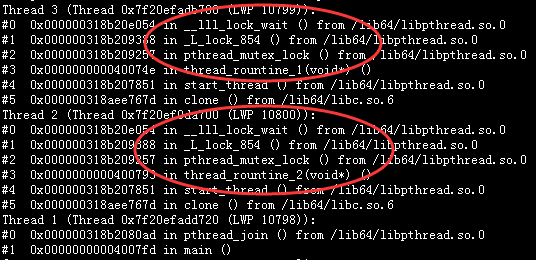 Thread 3 (Thread 0x7f20efadb700 (LWP 10799)):
#0 0x000000318b20e054 in __lll_lock_wait () from /lib64/libpthread.so.0
#1 0x000000318b209388 in _L_lock_854 () from /lib64/libpthread.so.0
#2 0x000000318b209257 in pthread_mutex_lock () from /lib64/libpthread.so.0
#3 0x000000000040074e in thread_rountine_1(void*) ()
#4 0x000000318b207851 in start_thread () from /lib64/libpthread.so.0
#5 0x000000318aee767d in clone () from /lib64/libc.so.6
Thread 2 (Thread 0x7f20ef0da700 (LWP 10800)):
#0 0x000000318b20e054 in __lll_lock_wait () from /lib64/libpthread.so.0
#1 0x000000318b209388 in _L_lock_854 () from /lib64/libpthread.so.0
#2 0x000000318b209257 in pthread_mutex_lock () from /lib64/libpthread.so.0
#3 0x0000000000400793 in thread_rountine_2(void*) ()
#4 0x000000318b207851 in start_thread () from /lib64/libpthread.so.0
#5 0x000000318aee767d in clone () from /lib64/libc.so.6
Thread 1 (Thread 0x7f20efadd720 (LWP 10798)):
#0 0x000000318b2080ad in pthread_join () from /lib64/libpthread.so.0
#1 0x00000000004007fd in main ()